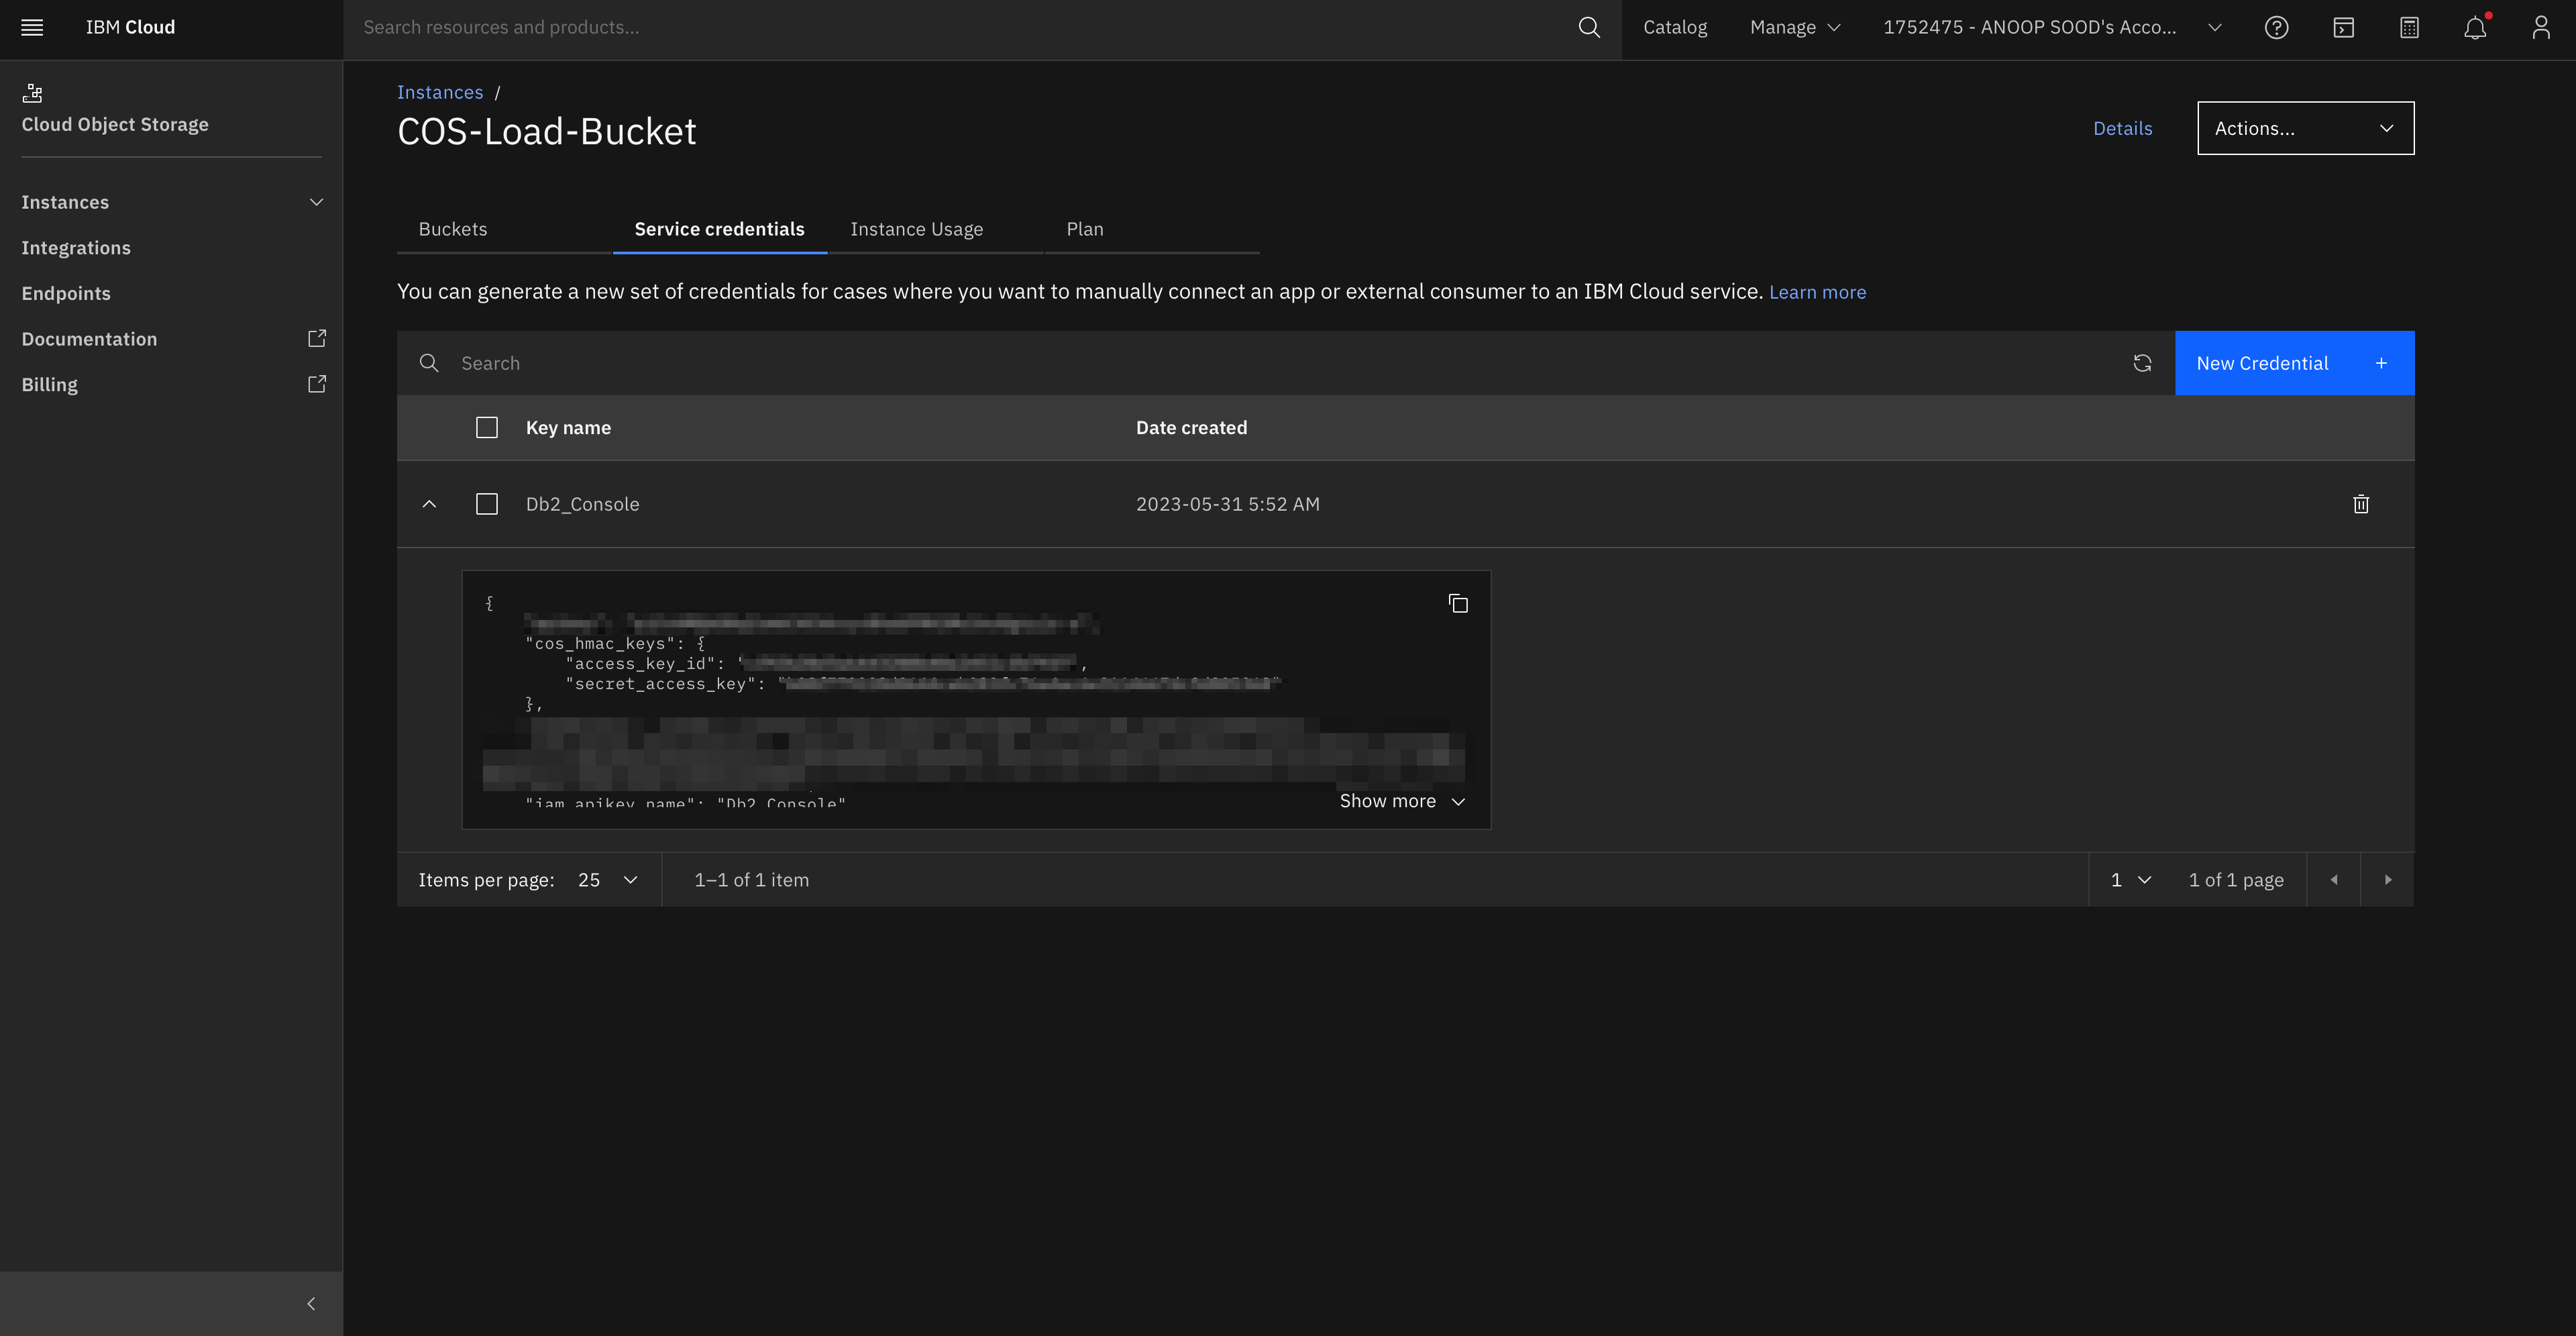 IBM Cloud
Search resources and products...
Catalog
Manage
1752475 - ANOOP SOOD's Acco...
Cloud Object Storage
Instances
Integrations
Endpoints
Documentation
Billing
Instances /
COS-Load-Bucket
Details
Actions...
Buckets
Service credentials
Instance Usage
Plan
You can generate a new set of credentials for cases where you want to manually connect an app or external consumer to an IBM Cloud service. Learn more
Search
New Credential +
Key name
Date created
Db2_Console
2023-05-31 5:52 AM
{
"cos_hmac_keys": {
"access_key_id": ",
"secret_access_key": "
},
"iam_apikey_name": "Db2_Console"
Show more
Items per page: 25
1–1 of 1 item
1
1 of 1 page